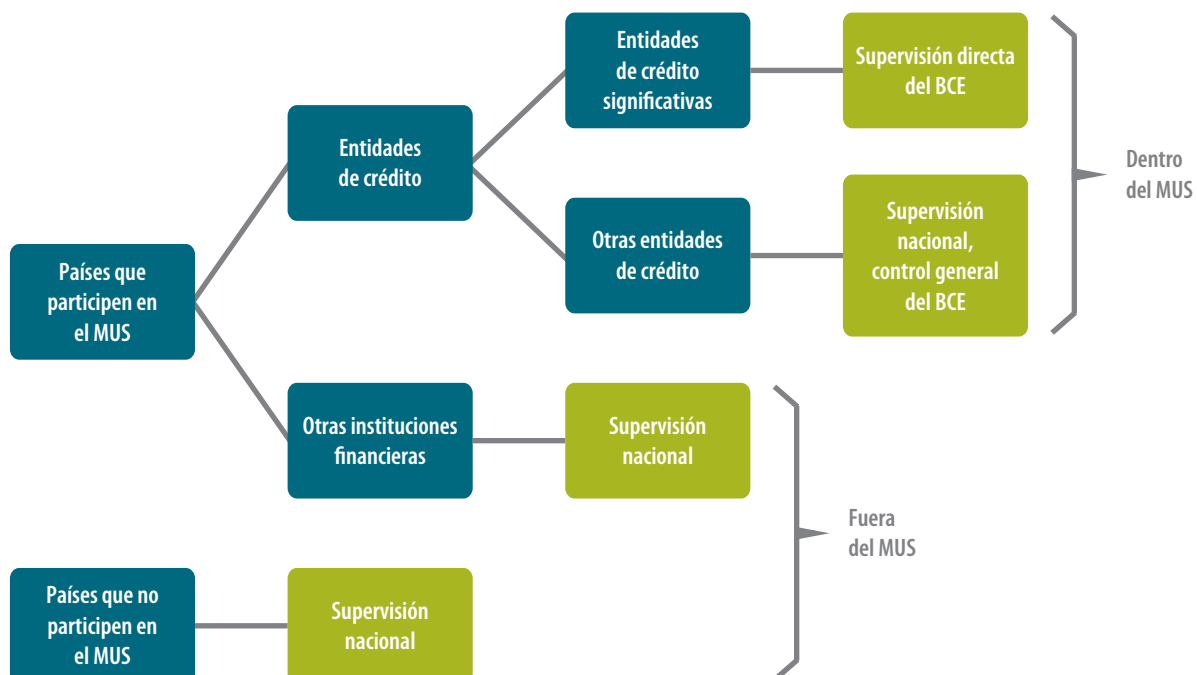 Entidades
de crédito
significativas
Supervisión directa
del BCE
Entidades
de crédito
Dentro
del MUS
Otras entidades
de crédito
Supervisión
nacional,
control general
del BCE
Países que
participen en
el MUS
Otras instituciones
financieras
Supervisión
nacional
Fuera
del MUS
Países que no
participen en
el MUS
Supervisión
nacional